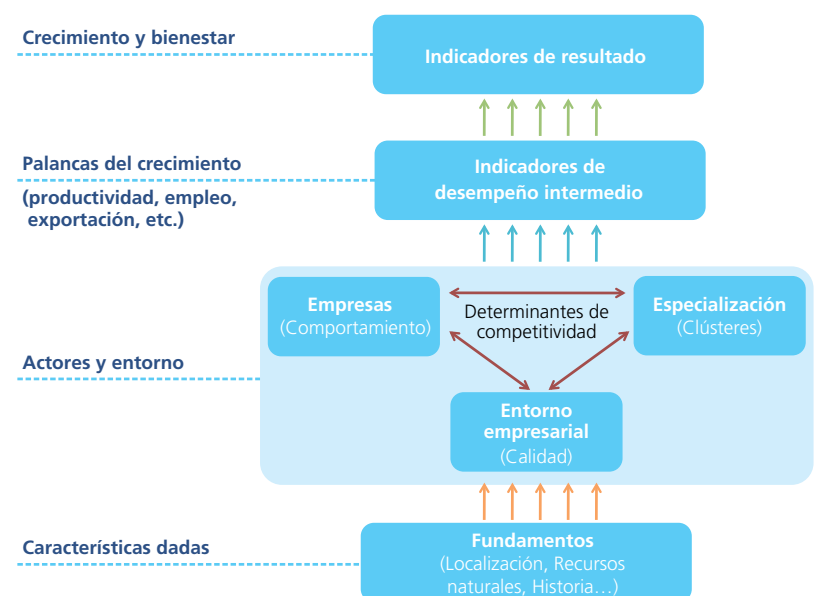 Crecimiento y bienestar
Indicadores de resultado
Palancas del crecimiento
(productividad, empleo,
exportación, etc.)
Indicadores de
desempeño intermedio
Empresas
(Comportamiento)
Determinantes de
competitividad
Especialización
(Clústeres)
Actores y entorno
Entorno
empresarial
(Calidad)
Características dadas
Fundamentos
(Localización, Recursos
naturales, Historia...)